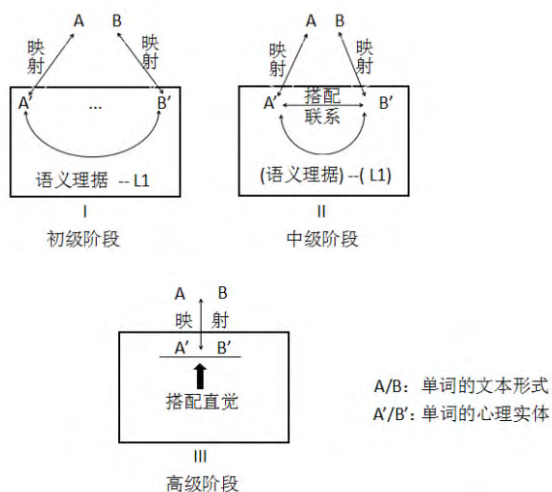 A B A B
映射 映射 映射 映射
A' ... B' A' 搭配 B'
联系
语义理据 -- L1 (语义理据) --( L1)
I II
初级阶段 中级阶段
A B
映 射
A' B'
搭配直觉
A/B: 单词的文本形式
A'/B': 单词的心理实体
III
高级阶段